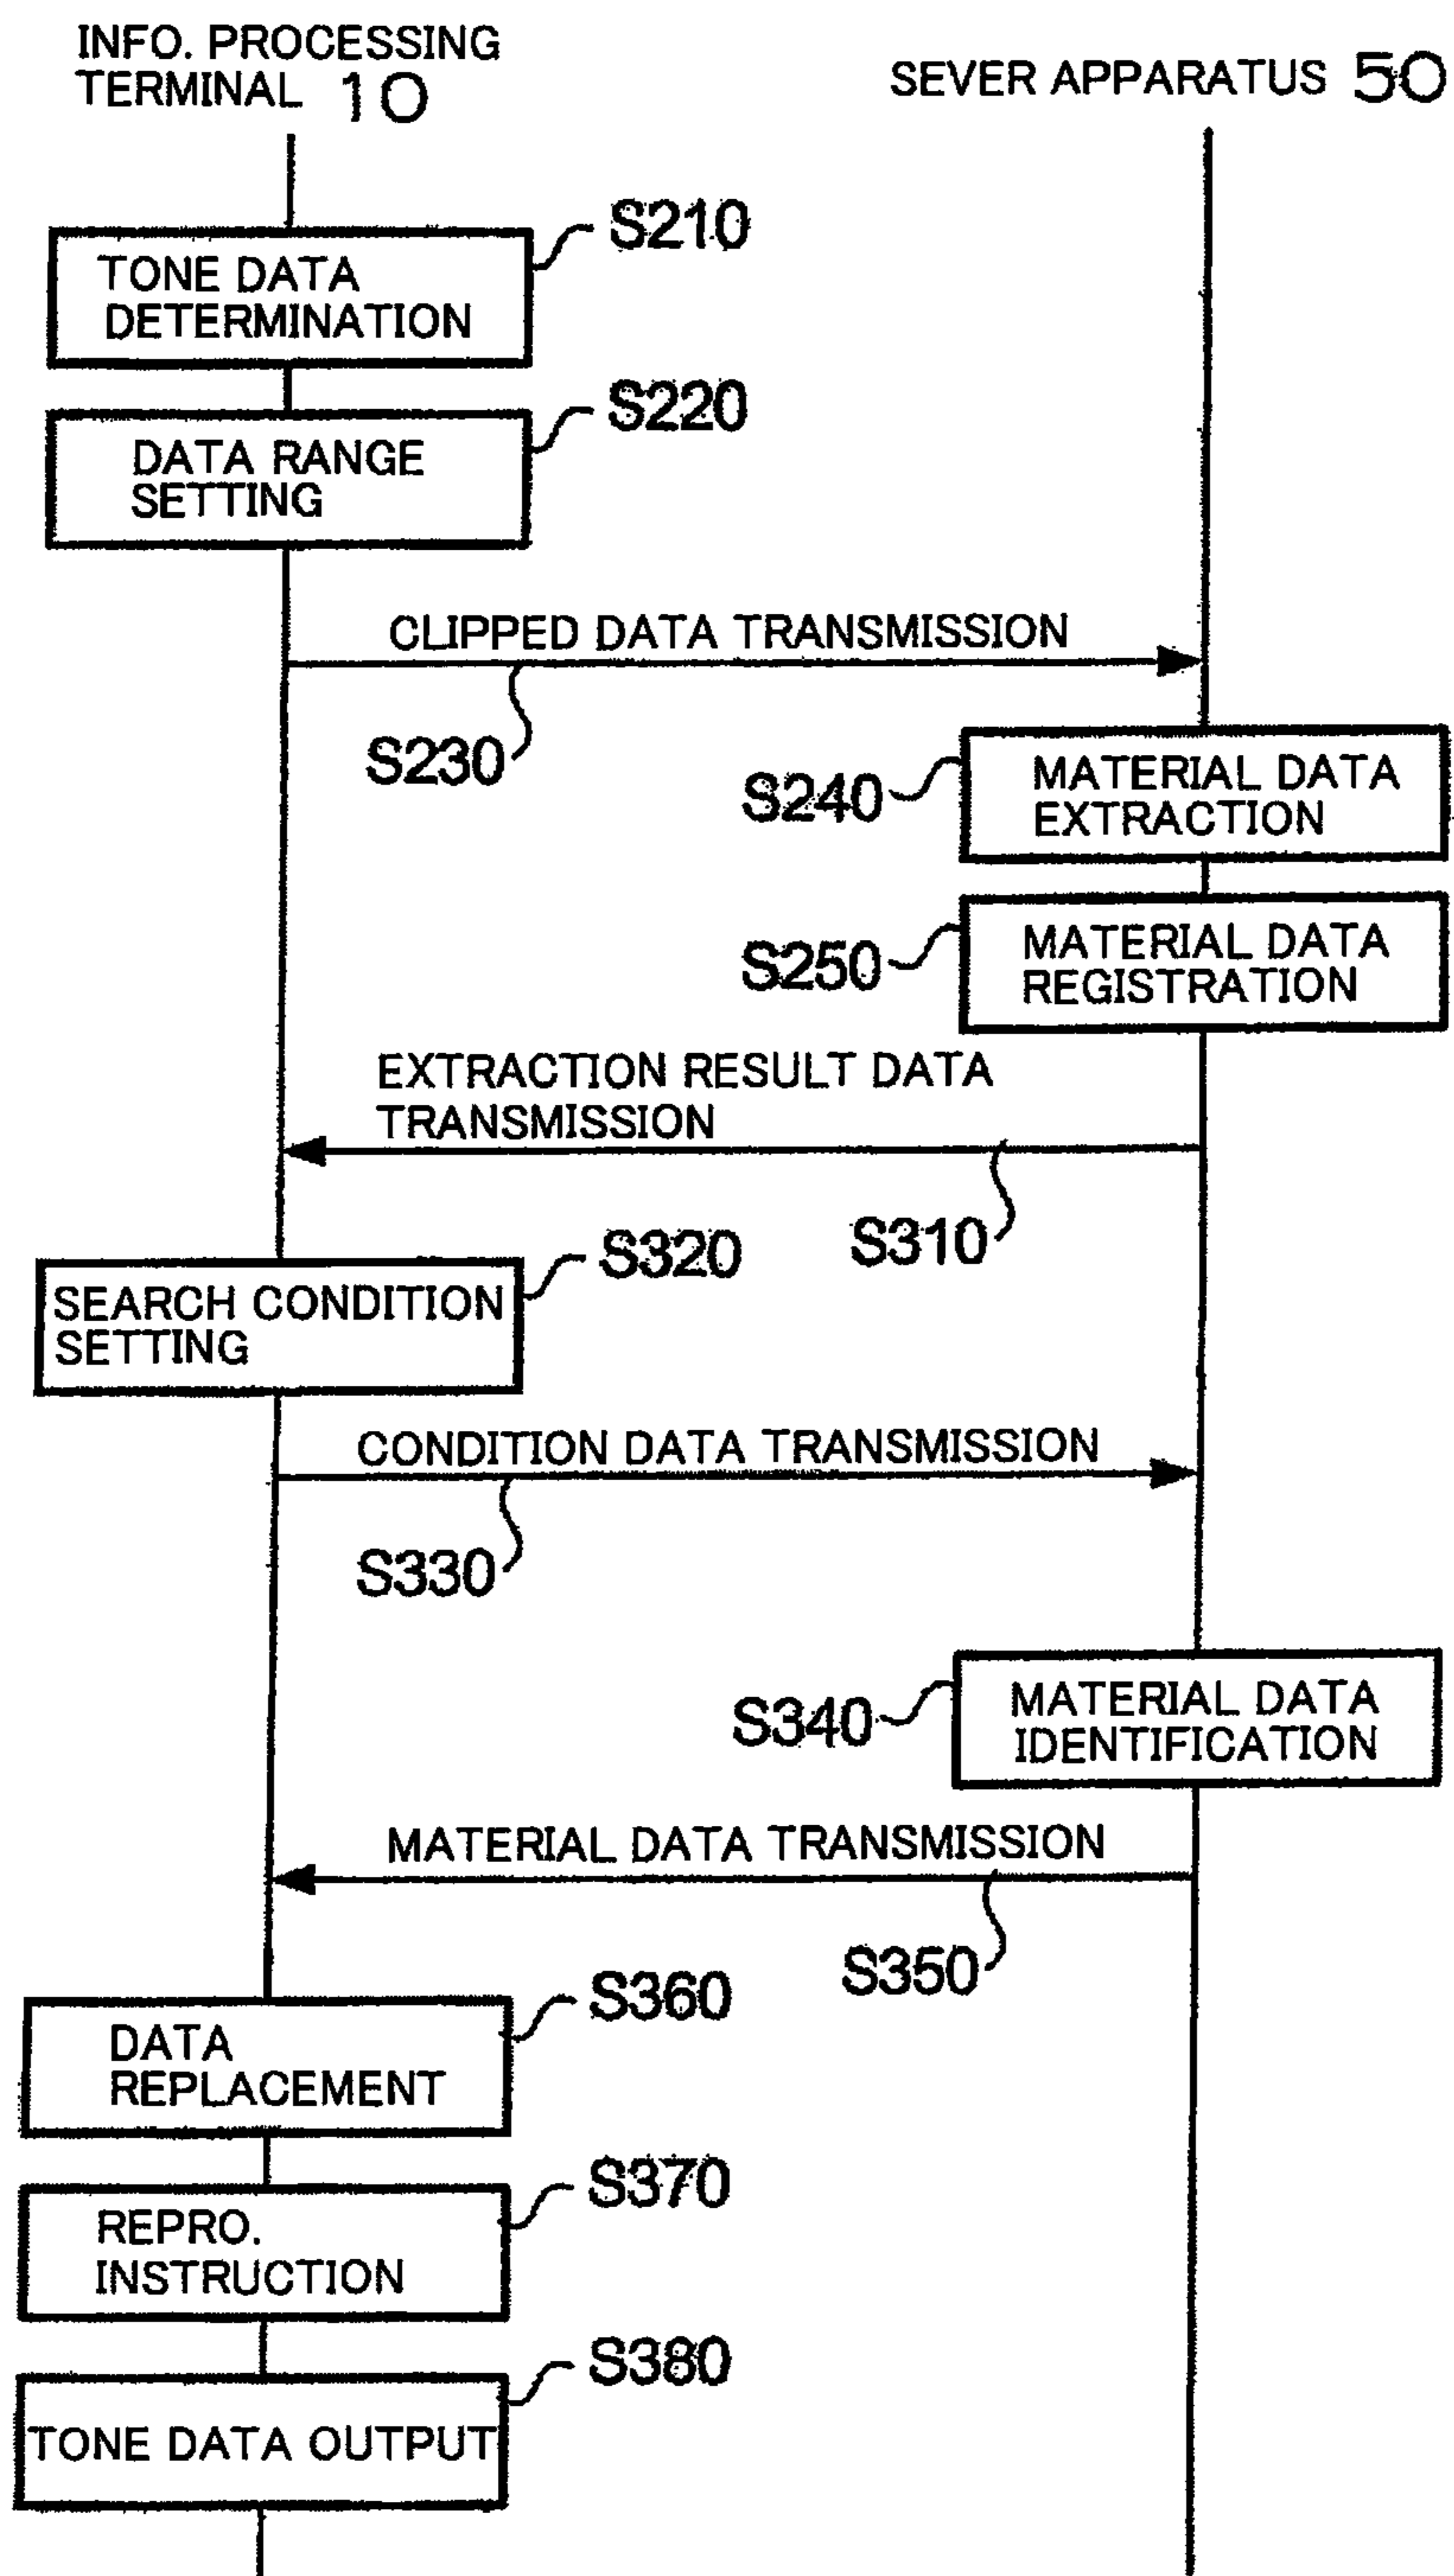 INFO. PROCESSING
TERMINAL 10
SEVER APPARATUS 50
S210
TONE DATA
DETERMINATION
S220
DATA RANGE
SETTING
CLIPPED DATA TRANSMISSION
S230
S240
MATERIAL DATA
EXTRACTION
S250
MATERIAL DATA
REGISTRATION
EXTRACTION RESULT DATA
TRANSMISSION
S310
S320
SEARCH CONDITION
SETTING
CONDITION DATA TRANSMISSION
S330
S340
MATERIAL DATA
IDENTIFICATION
MATERIAL DATA TRANSMISSION
S350
S360
DATA
REPLACEMENT
S370
REPRO.
INSTRUCTION
S380
TONE DATA OUTPUT